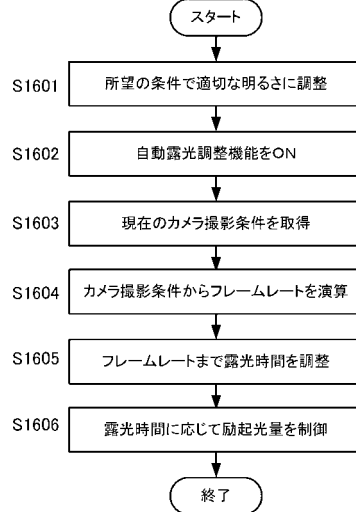 スタート
S1601
所望の条件で適切な明るさに調整
S1602
自動露光調整機能をON
S1603
現在のカメラ撮影条件を取得
S1604
カメラ撮影条件からフレームレートを演算
S1605
フレームレートまで露光時間を調整
S1606
露光時間に応じて励起光量を制御
終了